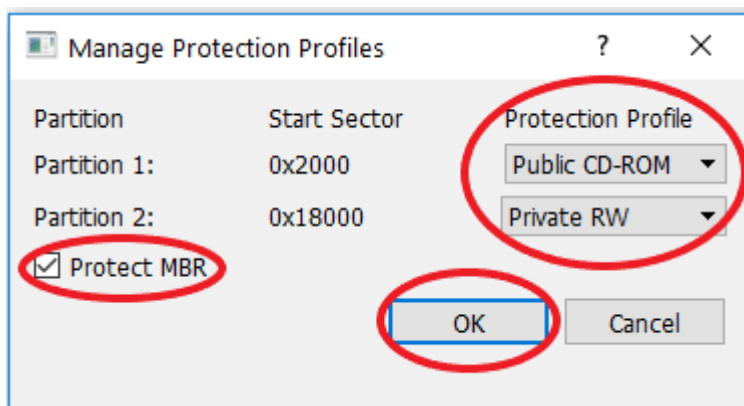 Manage Protection Profiles ? X
Partition Start Sector Protection Profile
Partition 1: 0x2000 Public CD-ROM
Partition 2: 0x18000 Private RW
Protect MBR
OK Cancel